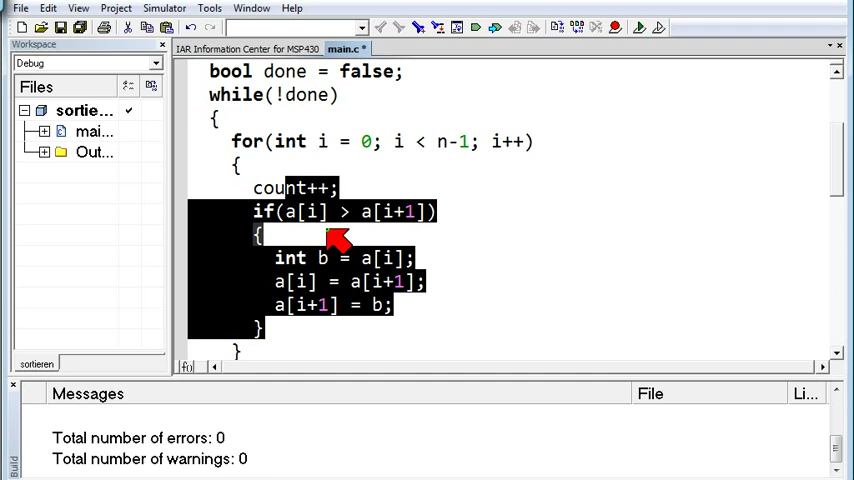 File Edit View Project Simulator Tools Window Help
Workspace
IAR Information Center for MSP430 main.c *
Debug
Files
sortie...
mai...
Out...
sortieren
bool done = false;
while(!done)
{
for(int i = 0; i < n-1; i++)
{
count++;
if(a[i] > a[i+1])
{
int b = a[i];
a[i] = a[i+1];
a[i+1] = b;
}
}
f()
Messages File Li...
Total number of errors: 0
Total number of warnings: 0
Build